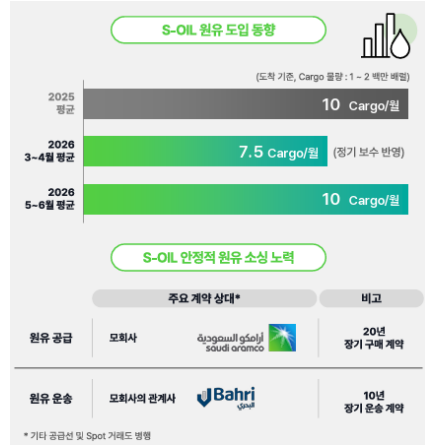 S-OIL 원유 도입 동향
(도착 기준, Cargo 물량 : 1 ~ 2 백만 배럴)
2025
평균
10 Cargo/월
2026
3~4월 평균
7.5 Cargo/월
(정기 보수 반영)
2026
5~6월 평균
10 Cargo/월
S-OIL 안정적 원유 소싱 노력
주요 계약 상대*
비고
원유 공급
모회사
أرامكو السعودية
saudi aramco
20년
장기 구매 계약
원유 운송
모회사의 관계사
Bahri
البحري
10년
장기 운송 계약
* 기타 공급선 및 Spot 거래도 병행